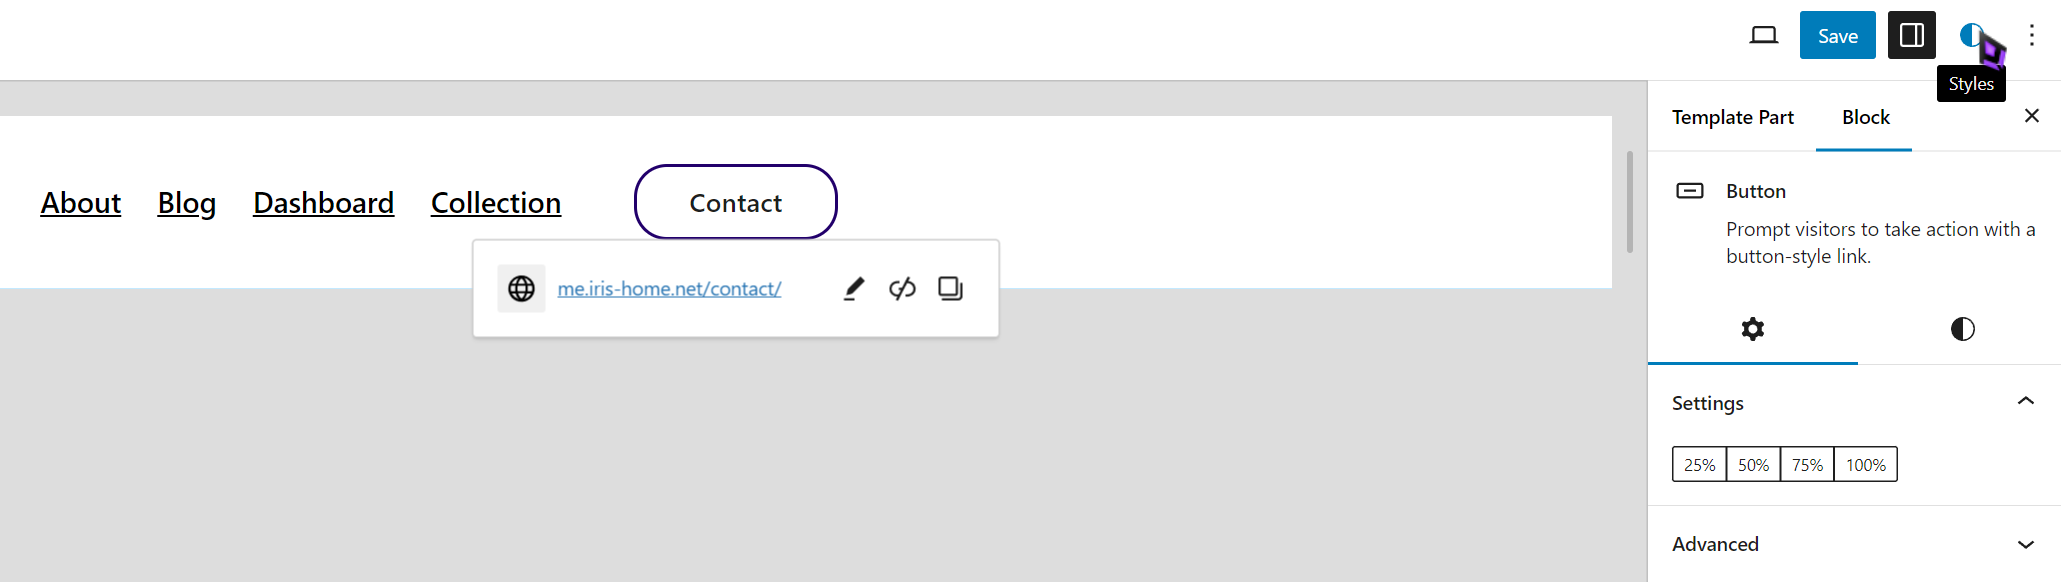 Save
Styles
Template Part Block
About Blog Dashboard Collection Contact
me.iris-home.net/contact/
Button
Prompt visitors to take action with a
button-style link.
Settings
25% 50% 75% 100%
Advanced